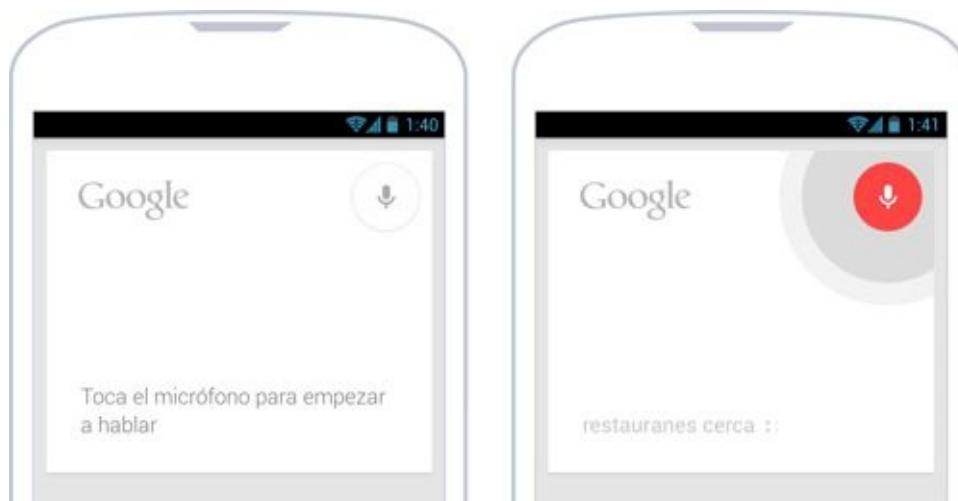 1:40
Google
Toca el micrófono para empezar
a hablar
1:41
Google
restauranes cerca